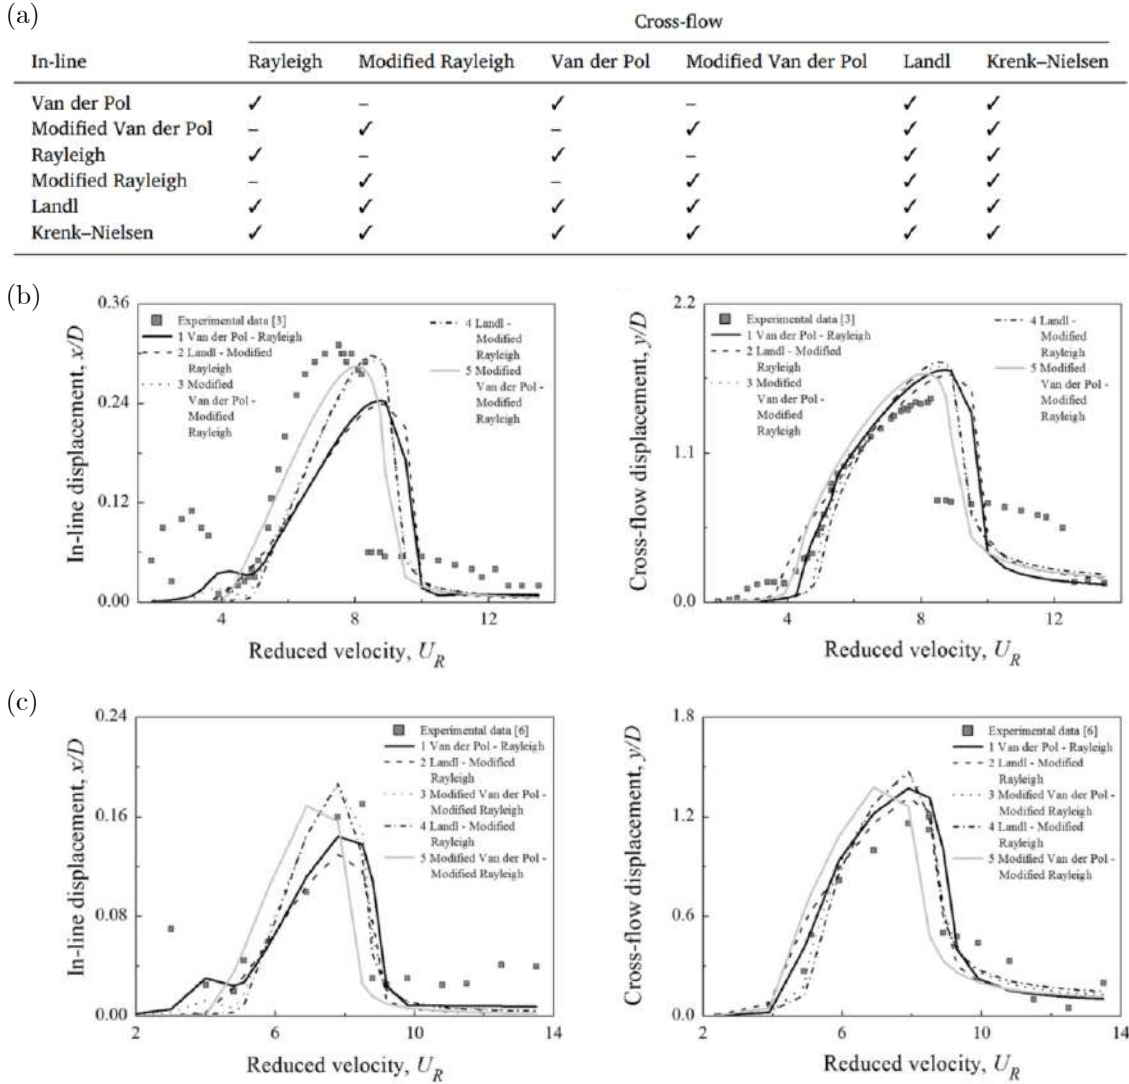 (a)
Cross-flow
In-line Rayleigh Modified Rayleigh Van der Pol Modified Van der Pol Landl Krenk–Nielsen
Van der Pol ✓ – ✓ – ✓ ✓
Modified Van der Pol – ✓ – ✓ ✓ ✓
Rayleigh ✓ – ✓ – ✓ ✓
Modified Rayleigh – ✓ – ✓ ✓ ✓
Landl ✓ ✓ ✓ ✓ ✓ ✓
Krenk–Nielsen ✓ ✓ ✓ ✓ ✓ ✓
(b)
In-line displacement, x/D
0.36
0.24
0.12
0.00
4 8 12
Reduced velocity, U_R
Experimental data [3]
1 Van der Pol - Rayleigh
2 Landl - Modified
Rayleigh
3 Modified
Van der Pol -
Modified
Rayleigh
4 Landl -
Modified
Rayleigh
5 Modified
Van der Pol -
Modified
Rayleigh
Cross-flow displacement, y/D
2.2
1.1
0.0
4 8 12
Reduced velocity, U_R
Experimental data [3]
1 Van der Pol - Rayleigh
2 Landl - Modified
Rayleigh
3 Modified
Van der Pol -
Modified
Rayleigh
4 Landl -
Modified
Rayleigh
5 Modified
Van der Pol -
Modified
Rayleigh
(c)
In-line displacement, x/D
0.24
0.16
0.08
0.00
2 6 10 14
Reduced velocity, U_R
Experimental data [6]
1 Van der Pol - Rayleigh
2 Landl - Modified
Rayleigh
3 Modified Van der Pol -
Modified Rayleigh
4 Landl - Modified
Rayleigh
5 Modified Van der Pol -
Modified Rayleigh
Cross-flow displacement, y/D
1.8
1.2
0.6
0.0
2 6 10 14
Reduced velocity, U_R
Experimental data [6]
1 Van der Pol - Rayleigh
2 Landl - Modified
Rayleigh
3 Modified Van der Pol -
Modified Rayleigh
4 Landl - Modified
Rayleigh
5 Modified Van der Pol -
Modified Rayleigh